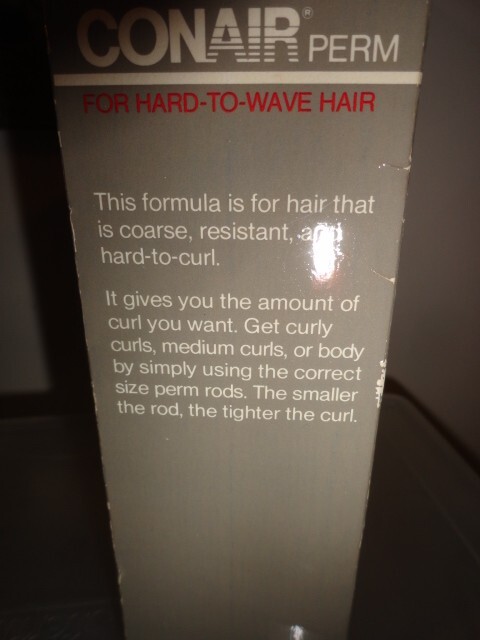 CONAIR® PERM
FOR HARD-TO-WAVE HAIR
This formula is for hair that
is coarse, resistant, and
hard-to-curl.
It gives you the amount of
curl you want. Get curly
curls, medium curls, or body
by simply using the correct
size perm rods. The smaller
the rod, the tighter the curl.